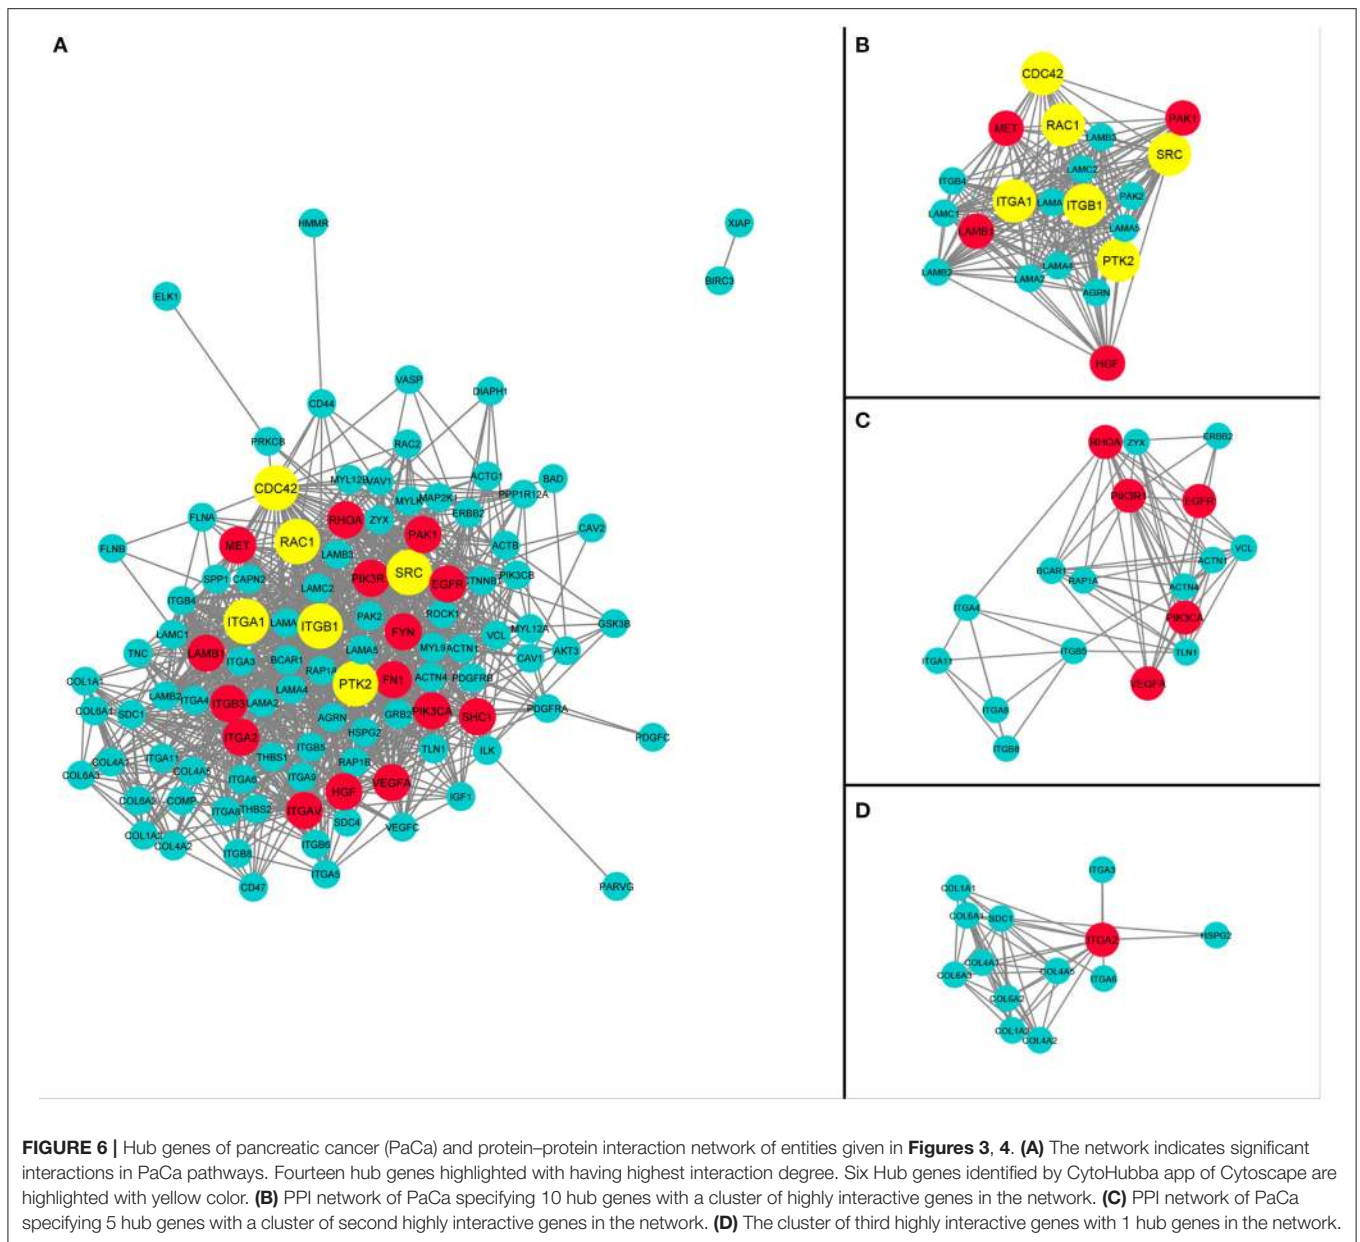 A
HMMR
XIAP
BIRC3
ELK1
VASP
DIAPH1
CD44
PRKCB
RAC2
CDC42
MYL12B
VAV1
ACTG1
BAD
MYLK
MAP2K1
PPP1R12A
FLNA
RHOA
ZYX
ERBB2
CAV2
FLNB
MET
RAC1
PAK1
ACTB
LAMB3
SPP1
CAPN2
PIK3R
SRC
EGFR
CTNNB
PIK3CB
LAMC2
ITGB4
ITGA1
LAMA
ITGB1
PAK2
ROCK1
GSK3B
LAMC1
FYN
VCL
MYL12A
TNC
LAMB1
ITGA3
BCAR1
LAMA5
MYL9
ACTN1
CAV1
AKT3
COL1A1
RAP1A
PTK2
FN1
ACTN4
PDGFRB
LAMB2
ITGA4
ITGB3
LAMA2
LAMA4
COL6A1
SDC1
AGRN
GRB2
PIK3CA
SHC1
PDGFRA
PDGFC
ITGA2
HSPG2
ITGB5
TLN1
ILK
COL4A1
ITGA11
THBS1
RAP1B
COL6A3
COL4A5
ITGA6
ITGA9
HGF
VEGFA
IGF1
COL6A2
COMP
ITGA8
THBS2
ITGAV
SDC4
VEGFC
COL1A2
COL4A2
ITGB8
ITGB6
CD47
ITGA5
PARVG
B
CDC42
PAK1
MET
RAC1
LAMB3
SRC
LAMC2
ITGB4
ITGA1
LAMA
ITGB1
PAK2
LAMC1
LAMB1
LAMA5
LAMB2
LAMA2
LAMA4
PTK2
AGRN
HGF
C
RHOA
ZYX
ERBB2
PIK3R1
EGFR
VCL
ACTN1
BCAR1
RAP1A
ACTN4
ITGA4
PIK3CA
ITGA11
ITGB5
TLN1
VEGFA
ITGA8
ITGB8
D
ITGA3
COL1A1
COL6A1
SDC1
ITGA2
HSPG2
COL4A1
COL6A3
COL4A5
ITGA6
COL6A2
COL1A2
COL4A2
FIGURE 6 | Hub genes of pancreatic cancer (PaCa) and protein–protein interaction network of entities given in Figures 3, 4. (A) The network indicates significant
interactions in PaCa pathways. Fourteen hub genes highlighted with having highest interaction degree. Six Hub genes identified by CytoHubba app of Cytoscape are
highlighted with yellow color. (B) PPI network of PaCa specifying 10 hub genes with a cluster of highly interactive genes in the network. (C) PPI network of PaCa
specifying 5 hub genes with a cluster of second highly interactive genes in the network. (D) The cluster of third highly interactive genes with 1 hub genes in the network.